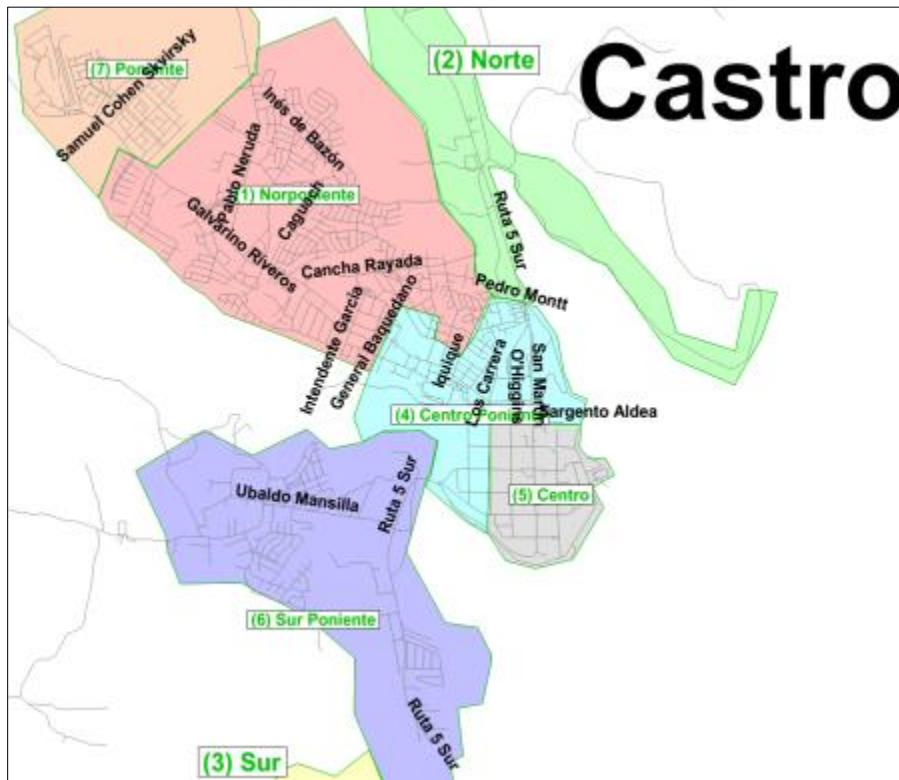 Castro
(2) Norte
(7) Poniente
Samuel Cohen Skvirsky
Inés de Bazón
Pablo Neruda
(1) Norponiente
Caguach
Galvarino Riveros
Ruta 5 Sur
Cancha Rayada
Pedro Montt
Intendente García
General Baquedano
Iquique
Los Carrera
O'Higgins
San Martín
Sargento Aldea
(4) Centro Poniente
Ubaldo Mansilla
Ruta 5 Sur
(5) Centro
(6) Sur Poniente
Ruta 5 Sur
(3) Sur